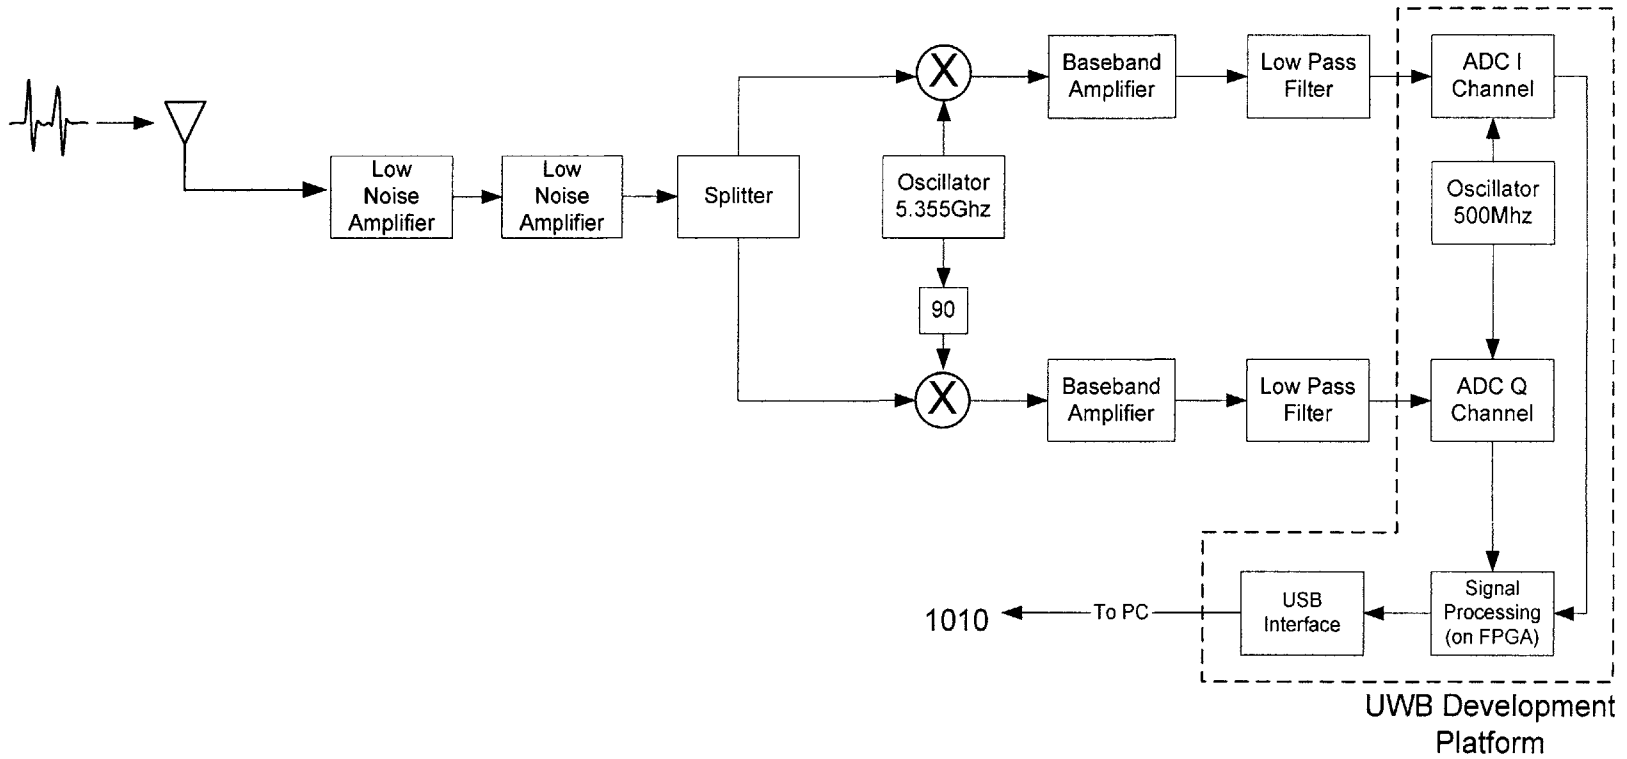 Low
Noise
Amplifier
Low
Noise
Amplifier
Splitter
X
Oscillator
5.355Ghz
90
X
Baseband
Amplifier
Low Pass
Filter
ADC I
Channel
Oscillator
500Mhz
Baseband
Amplifier
Low Pass
Filter
ADC Q
Channel
Signal
Processing
(on FPGA)
USB
Interface
To PC
1010
UWB Development
Platform